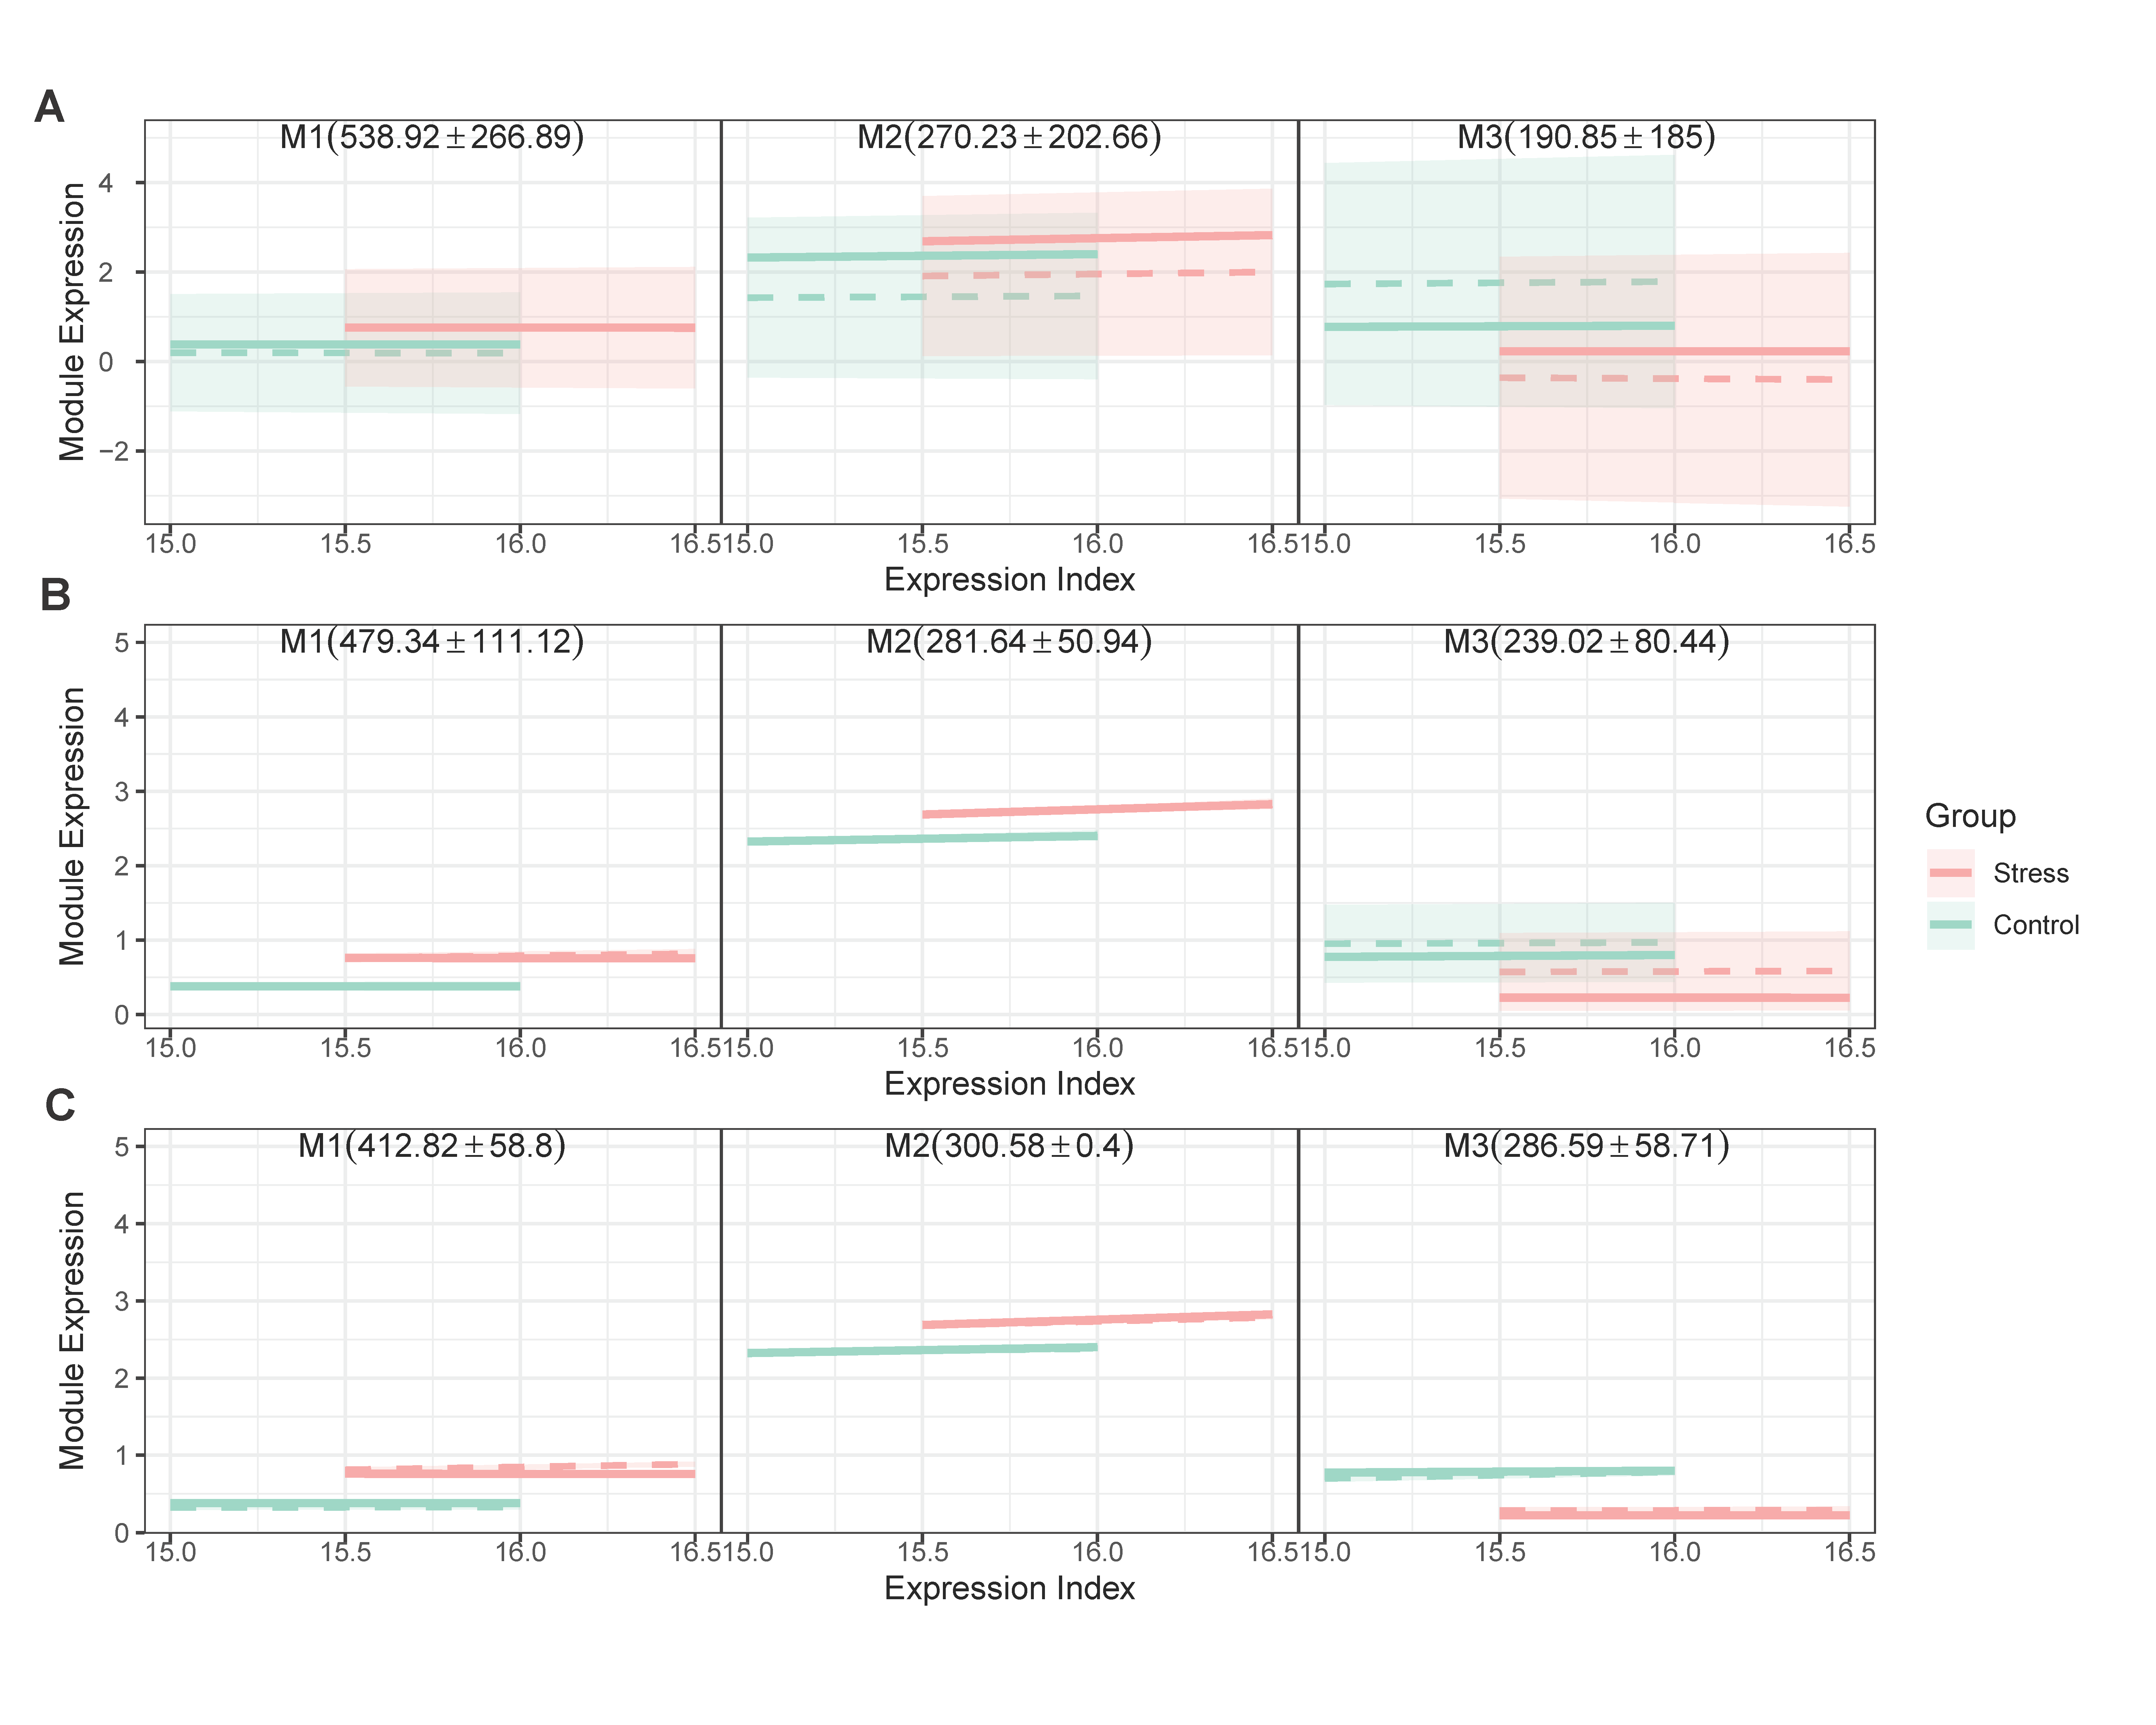 A
M1(538.92±266.89) M2(270.23±202.66) M3(190.85±185)
Module Expression
4
2
0
−2
15.0 15.5 16.0 16.5 15.0 15.5 16.0 16.5 15.0 15.5 16.0 16.5
Expression Index
B
M1(479.34±111.12) M2(281.64±50.94) M3(239.02±80.44)
Module Expression
5
4
3
2
1
0
15.0 15.5 16.0 16.5 15.0 15.5 16.0 16.5 15.0 15.5 16.0 16.5
Expression Index
Group
Stress
Control
C
M1(412.82±58.8) M2(300.58±0.4) M3(286.59±58.71)
Module Expression
5
4
3
2
1
0
15.0 15.5 16.0 16.5 15.0 15.5 16.0 16.5 15.0 15.5 16.0 16.5
Expression Index